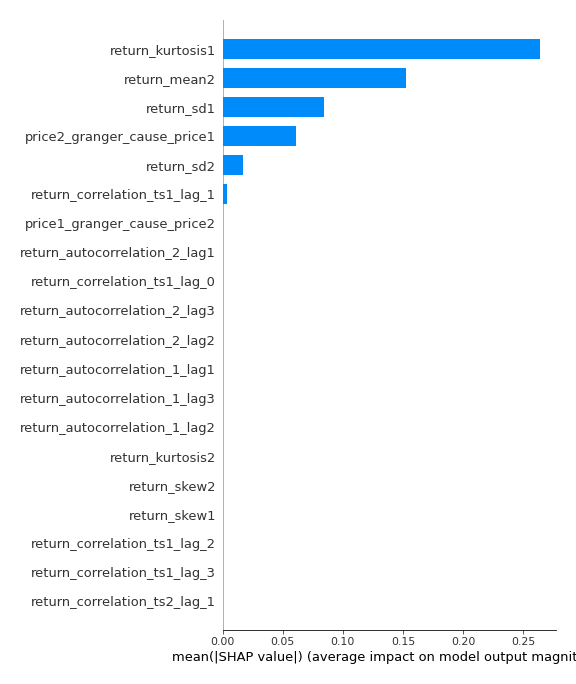 return_kurtosis1
return_mean2
return_sd1
price2_granger_cause_price1
return_sd2
return_correlation_ts1_lag_1
price1_granger_cause_price2
return_autocorrelation_2_lag1
return_correlation_ts1_lag_0
return_autocorrelation_2_lag3
return_autocorrelation_2_lag2
return_autocorrelation_1_lag1
return_autocorrelation_1_lag3
return_autocorrelation_1_lag2
return_kurtosis2
return_skew2
return_skew1
return_correlation_ts1_lag_2
return_correlation_ts1_lag_3
return_correlation_ts2_lag_1
0.00 0.05 0.10 0.15 0.20 0.25
mean(|SHAP value|) (average impact on model output magnit